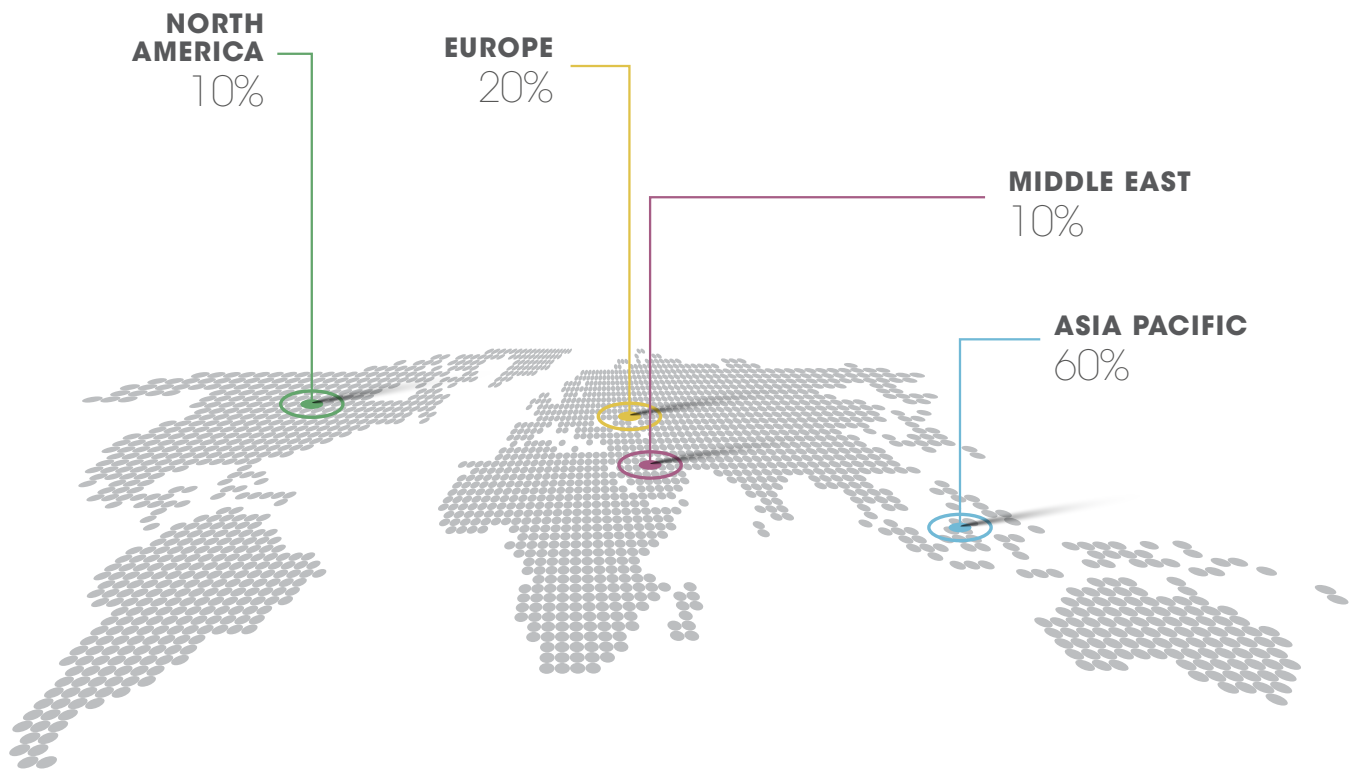 NORTH
AMERICA
10%
EUROPE
20%
MIDDLE EAST
10%
ASIA PACIFIC
60%